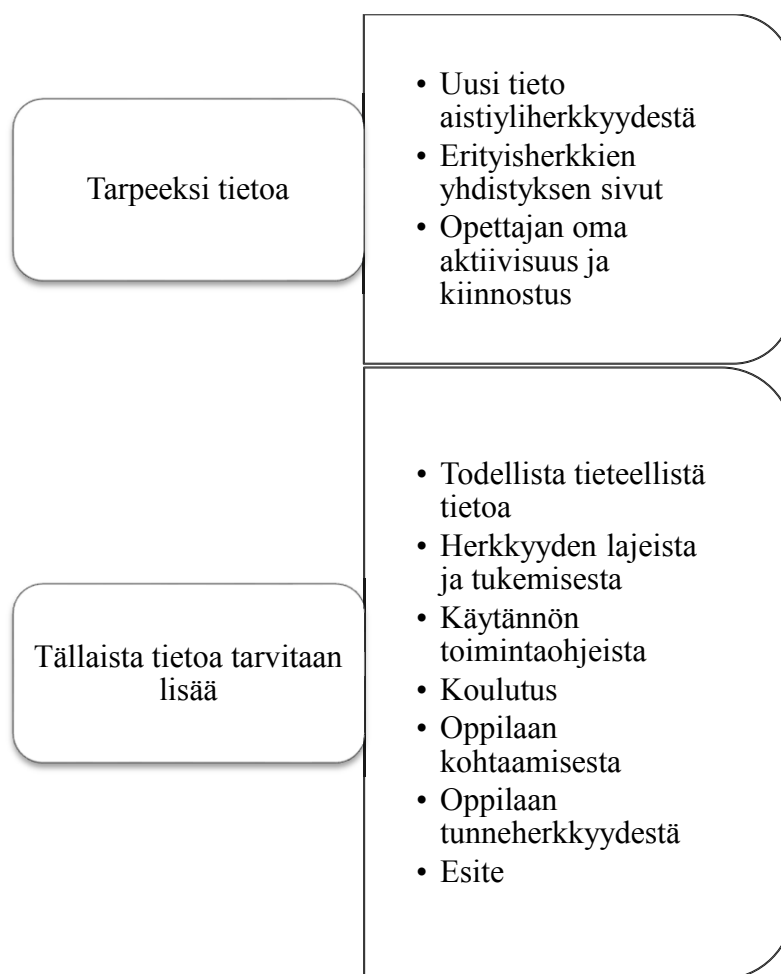 Tarpeeksi tietoa
• Uusi tieto
aistiyliherkkyydestä
• Erityisherkkien
yhdistyksen sivut
• Opettajan oma
aktiivisuus ja
kiinnostus
Tällaista tietoa tarvitaan
lisää
• Todellista tieteellistä
tietoa
• Herkkyyden lajeista
ja tukemisesta
• Käytännön
toimintaohjeista
• Koulutus
• Oppilaan
kohtaamisesta
• Oppilaan
tunneherkkyydestä
• Esite